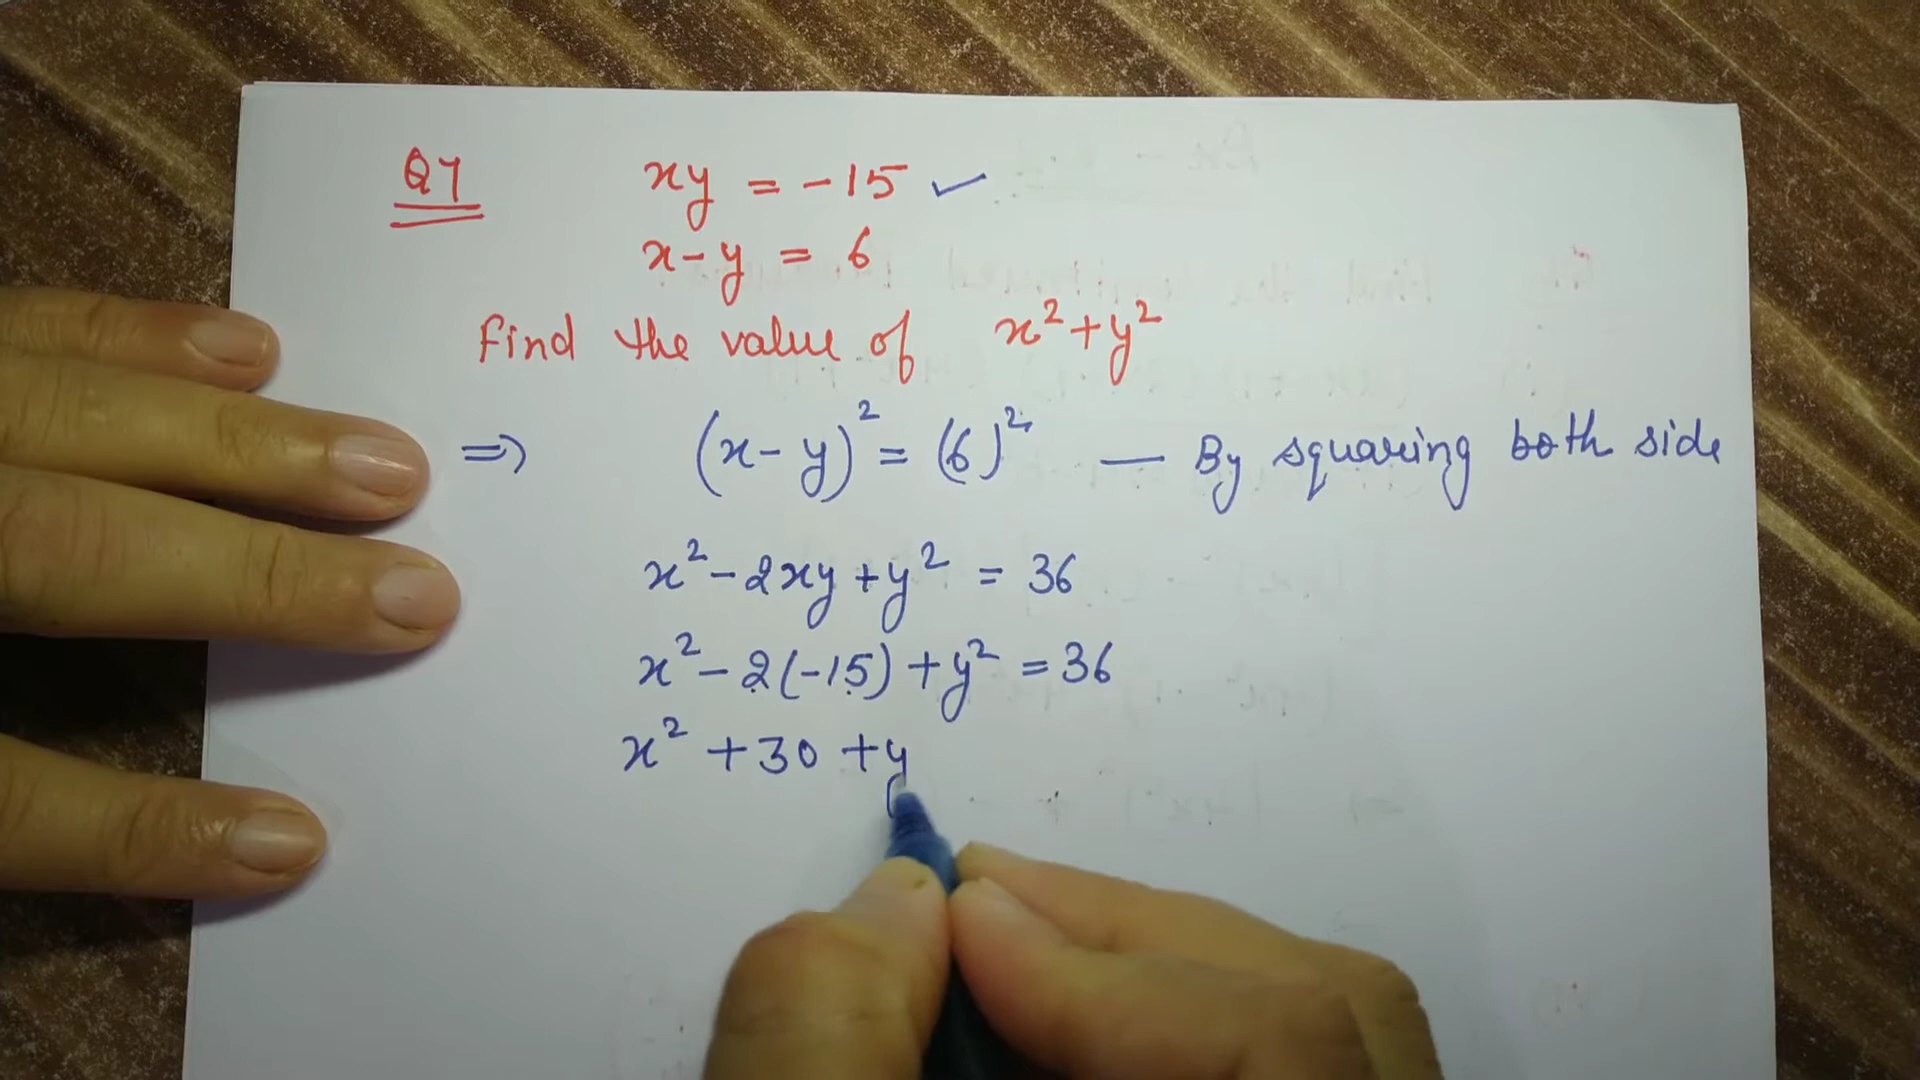 Q7 xy = -15 ✓
x-y = 6
Find the value of x²+y²
⇒ (x-y)² = (6)² — By squaring both side
x² - 2xy + y² = 36
x² - 2(-15) + y² = 36
x² + 30 + y